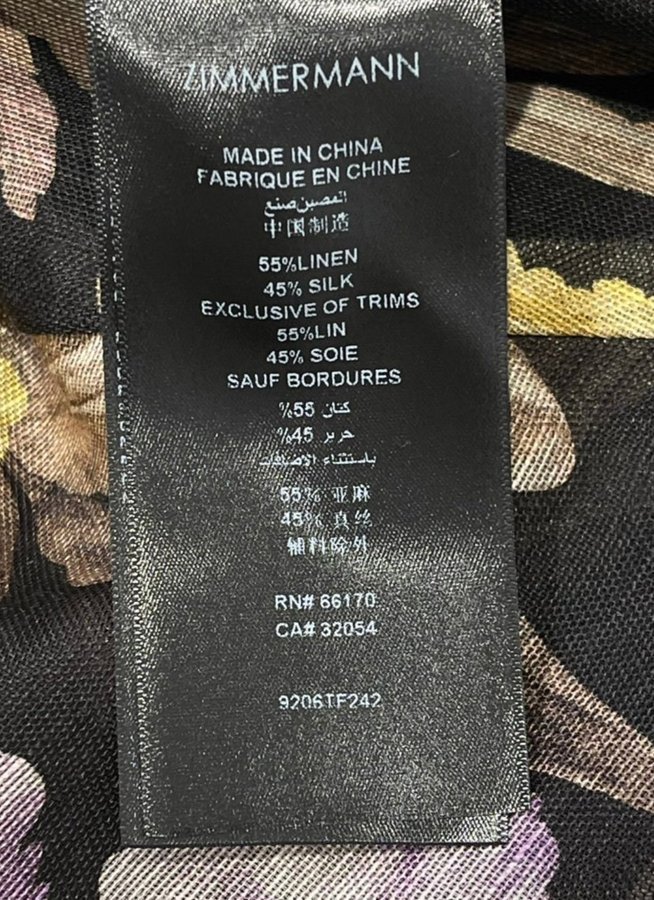 ZIMMERMANN
MADE IN CHINA
FABRIQUE EN CHINE
الصين صنع
中国制造
55%LINEN
45% SILK
EXCLUSIVE OF TRIMS
55%LIN
45% SOIE
SAUF BORDURES
%55 كتان
%45 حرير
باستثناء الإضافات
55% 亚麻
45% 真丝
辅料除外
RN# 66170
CA# 32054
9206TF242